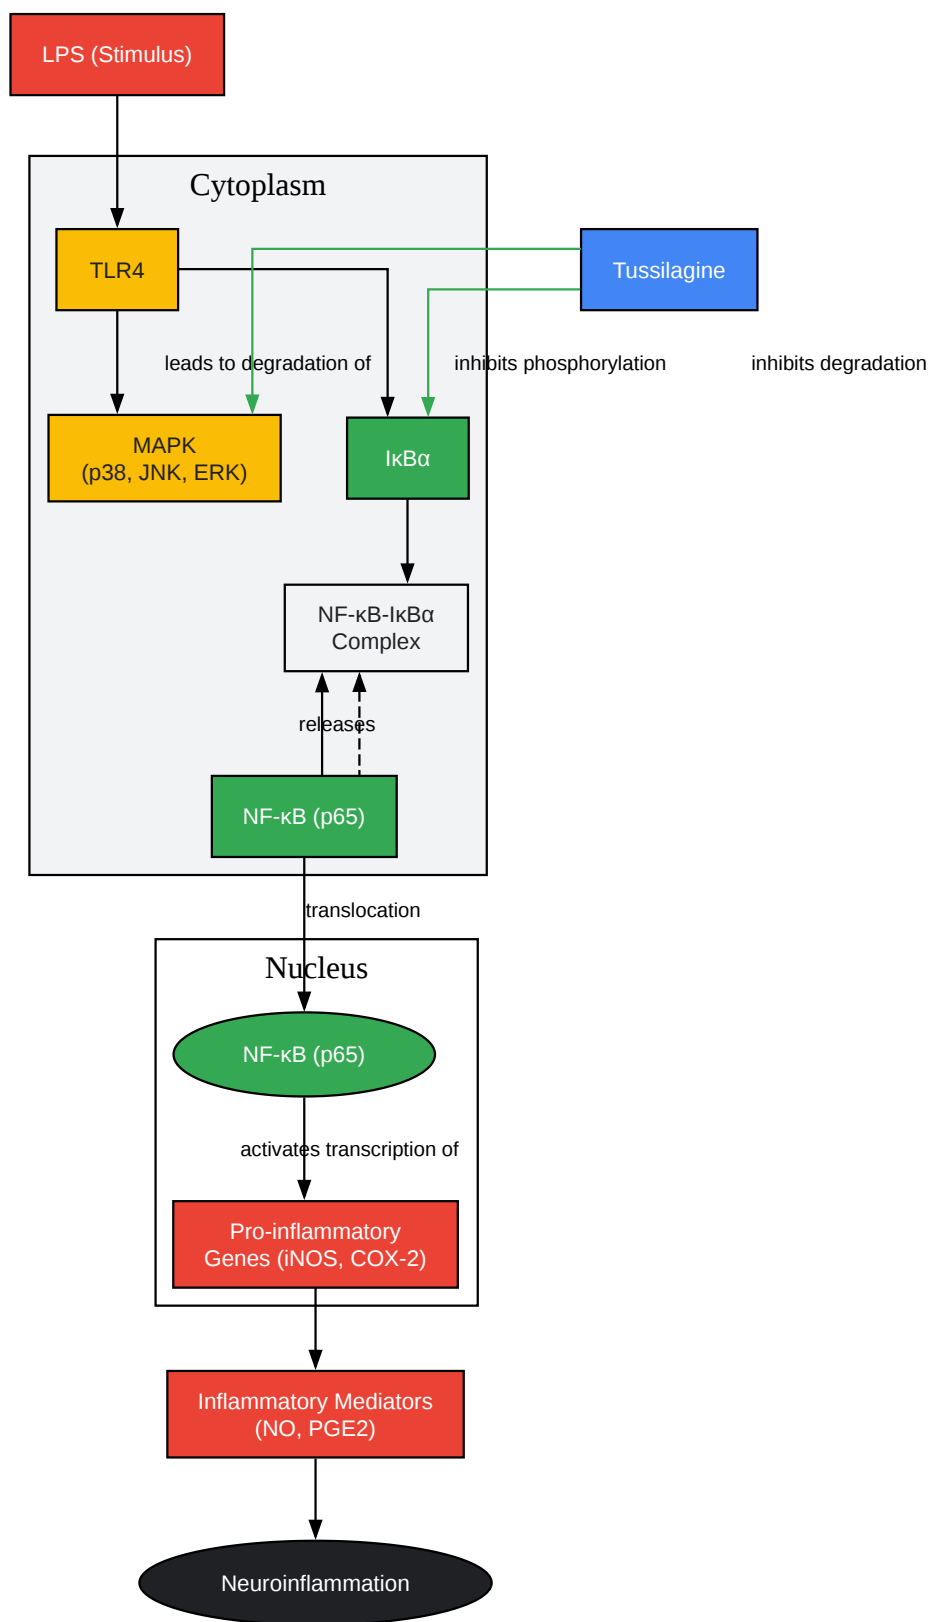 LPS (Stimulus)
Cytoplasm
TLR4
Tussilagine
leads to degradation of
inhibits phosphorylation
inhibits degradation
MAPK
(p38, JNK, ERK)
IκBα
NF-κB-IκBα
Complex
releases
NF-κB (p65)
translocation
Nucleus
NF-κB (p65)
activates transcription of
Pro-inflammatory
Genes (iNOS, COX-2)
Inflammatory Mediators
(NO, PGE2)
Neuroinflammation